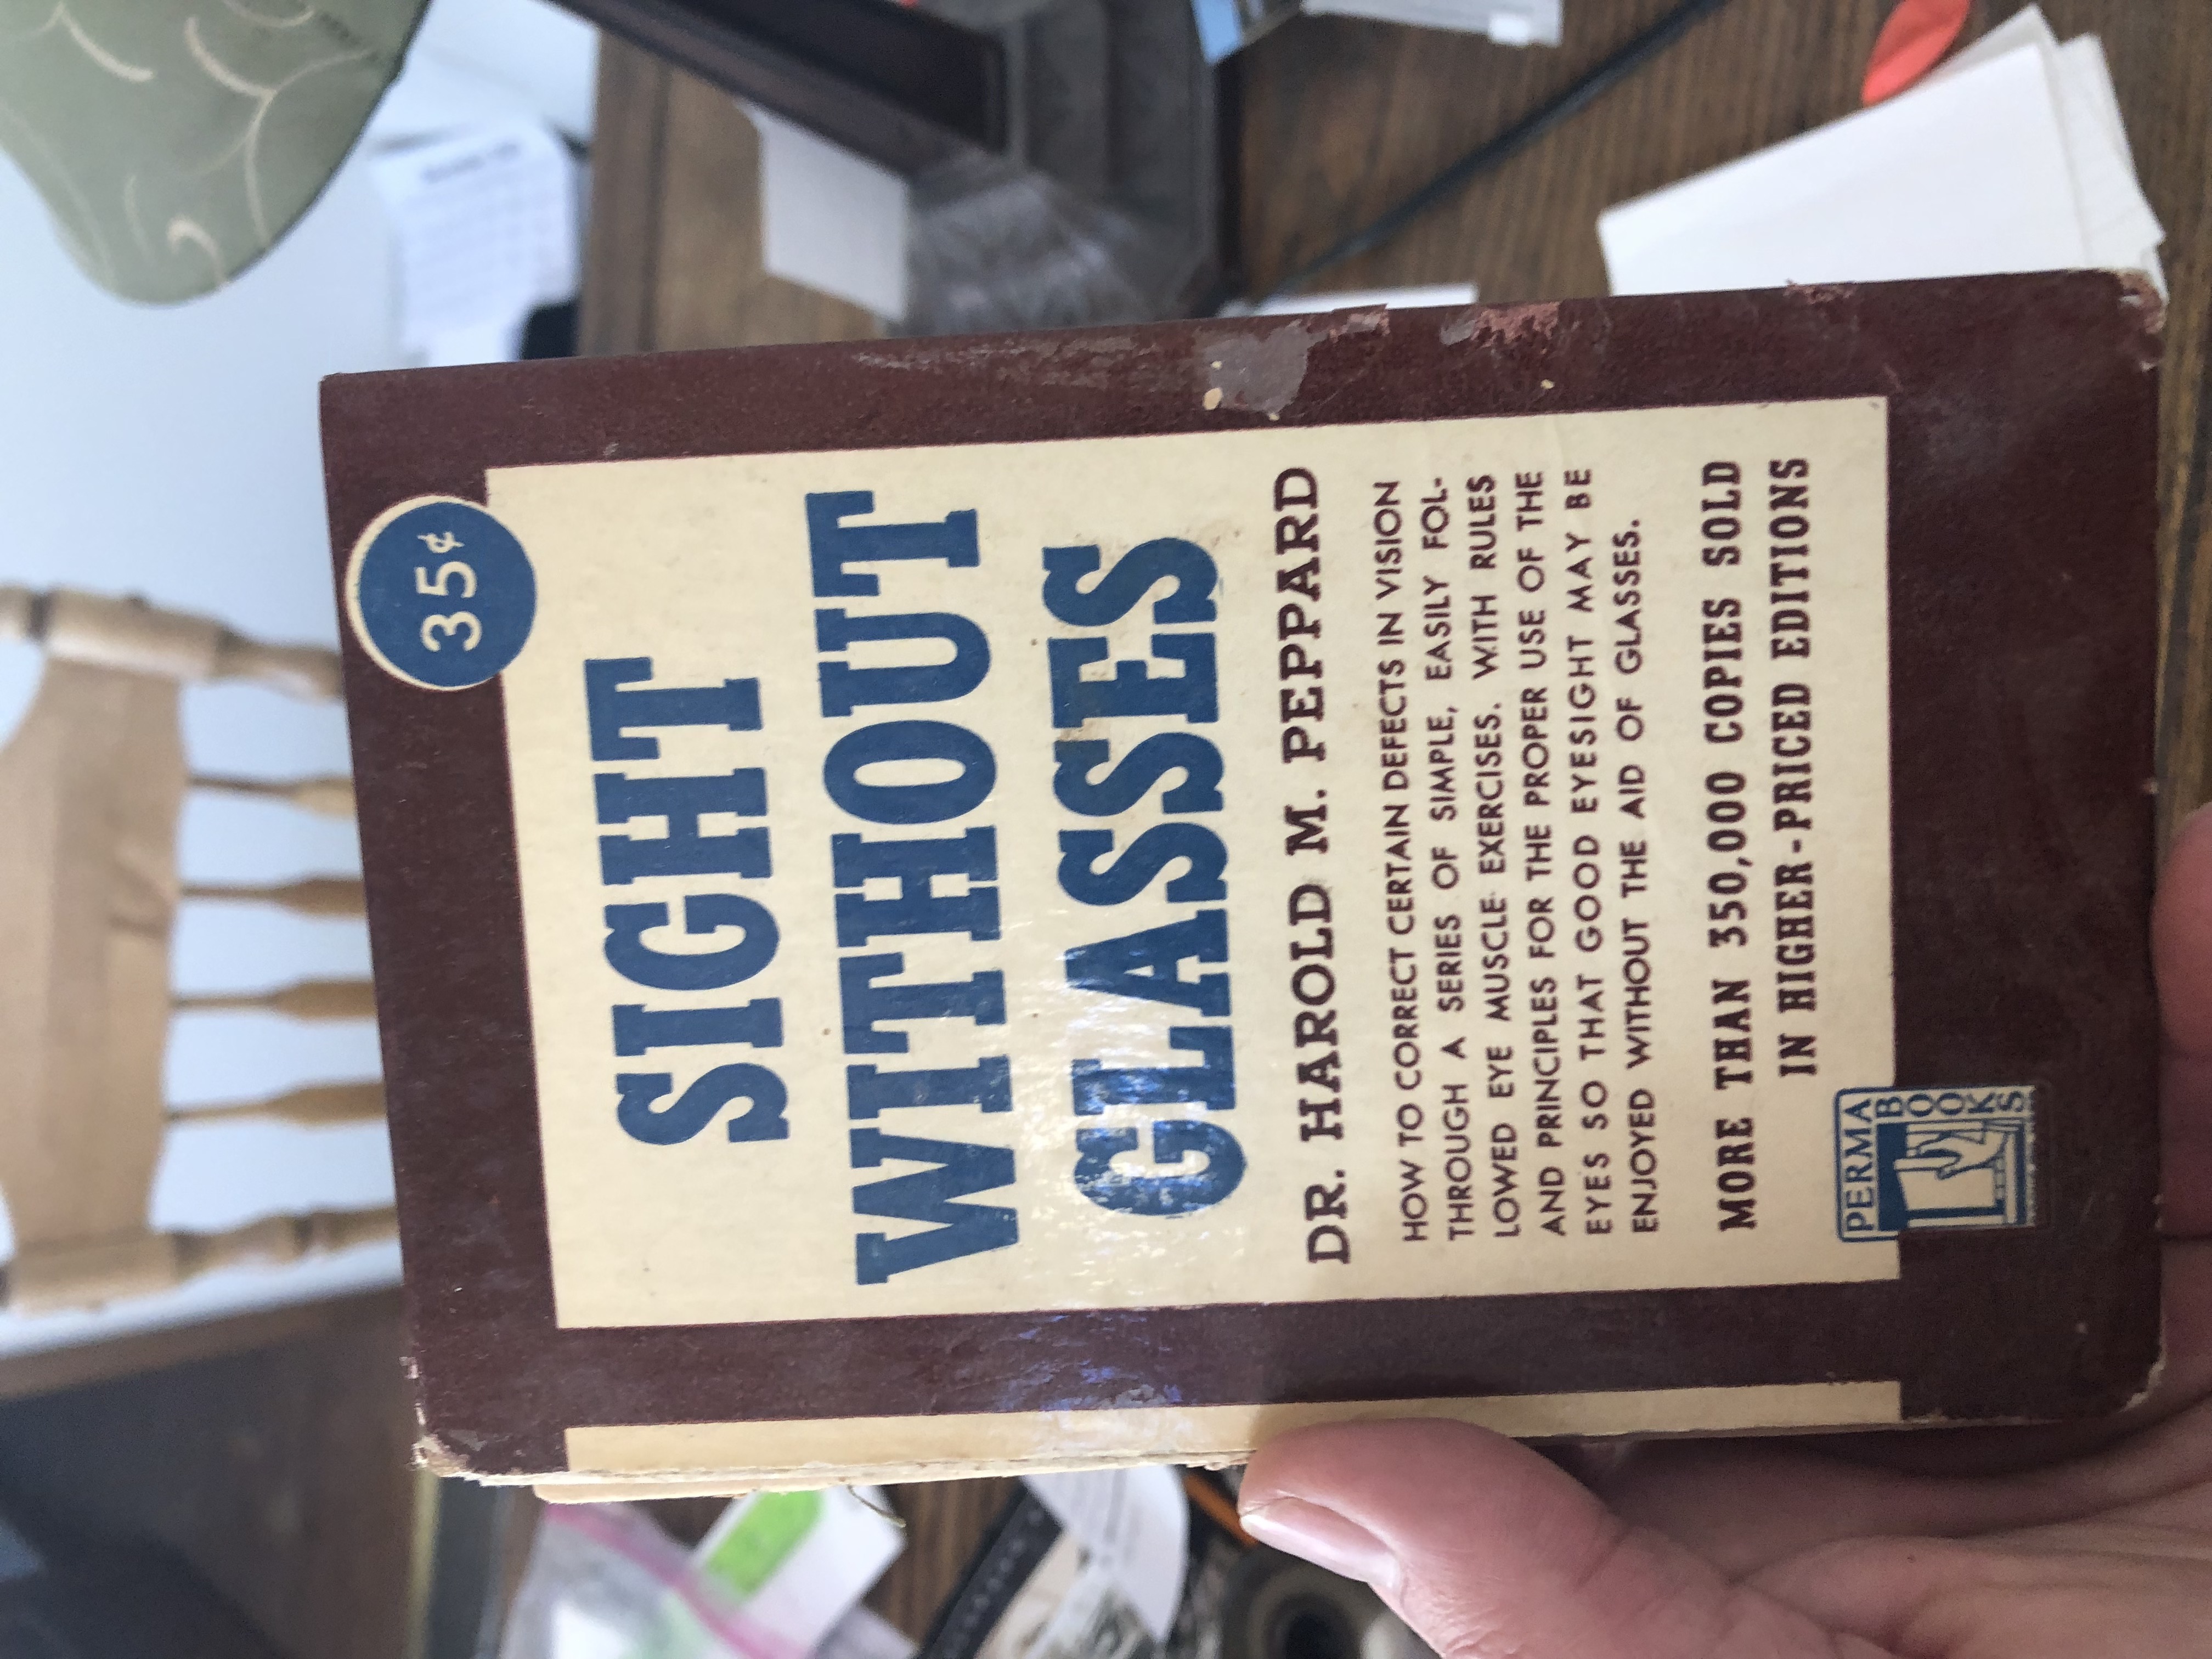 35¢
SIGHT
WITHOUT
GLASSES
DR. HAROLD M. PEPPARD
HOW TO CORRECT CERTAIN DEFECTS IN VISION
THROUGH A SERIES OF SIMPLE, EASILY FOL-
LOWED EYE MUSCLE EXERCISES. WITH RULES
AND PRINCIPLES FOR THE PROPER USE OF THE
EYES SO THAT GOOD EYESIGHT MAY BE
ENJOYED WITHOUT THE AID OF GLASSES.
MORE THAN 350,000 COPIES SOLD
IN HIGHER-PRICED EDITIONS
PERMA
BOOKS